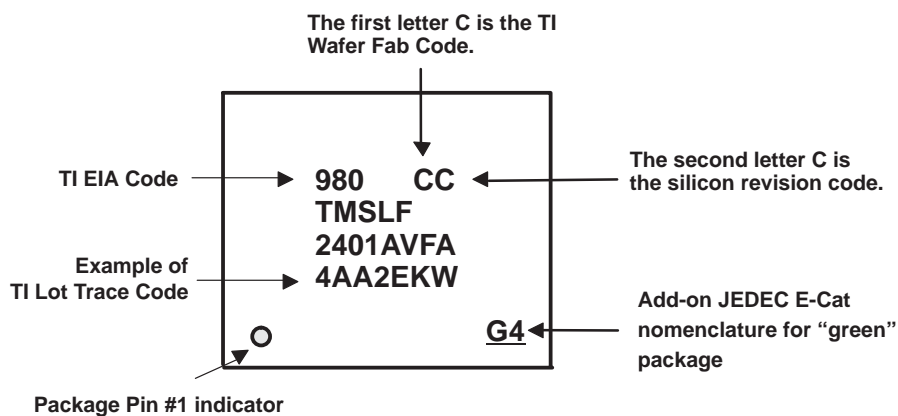 The first letter C is the TI
Wafer Fab Code.
TI EIA Code
980 CC
The second letter C is
the silicon revision code.
TMSLF
2401AVFA
Example of
TI Lot Trace Code
4AA2EKW
G4
Add-on JEDEC E-Cat
nomenclature for “green”
package
Package Pin #1 indicator